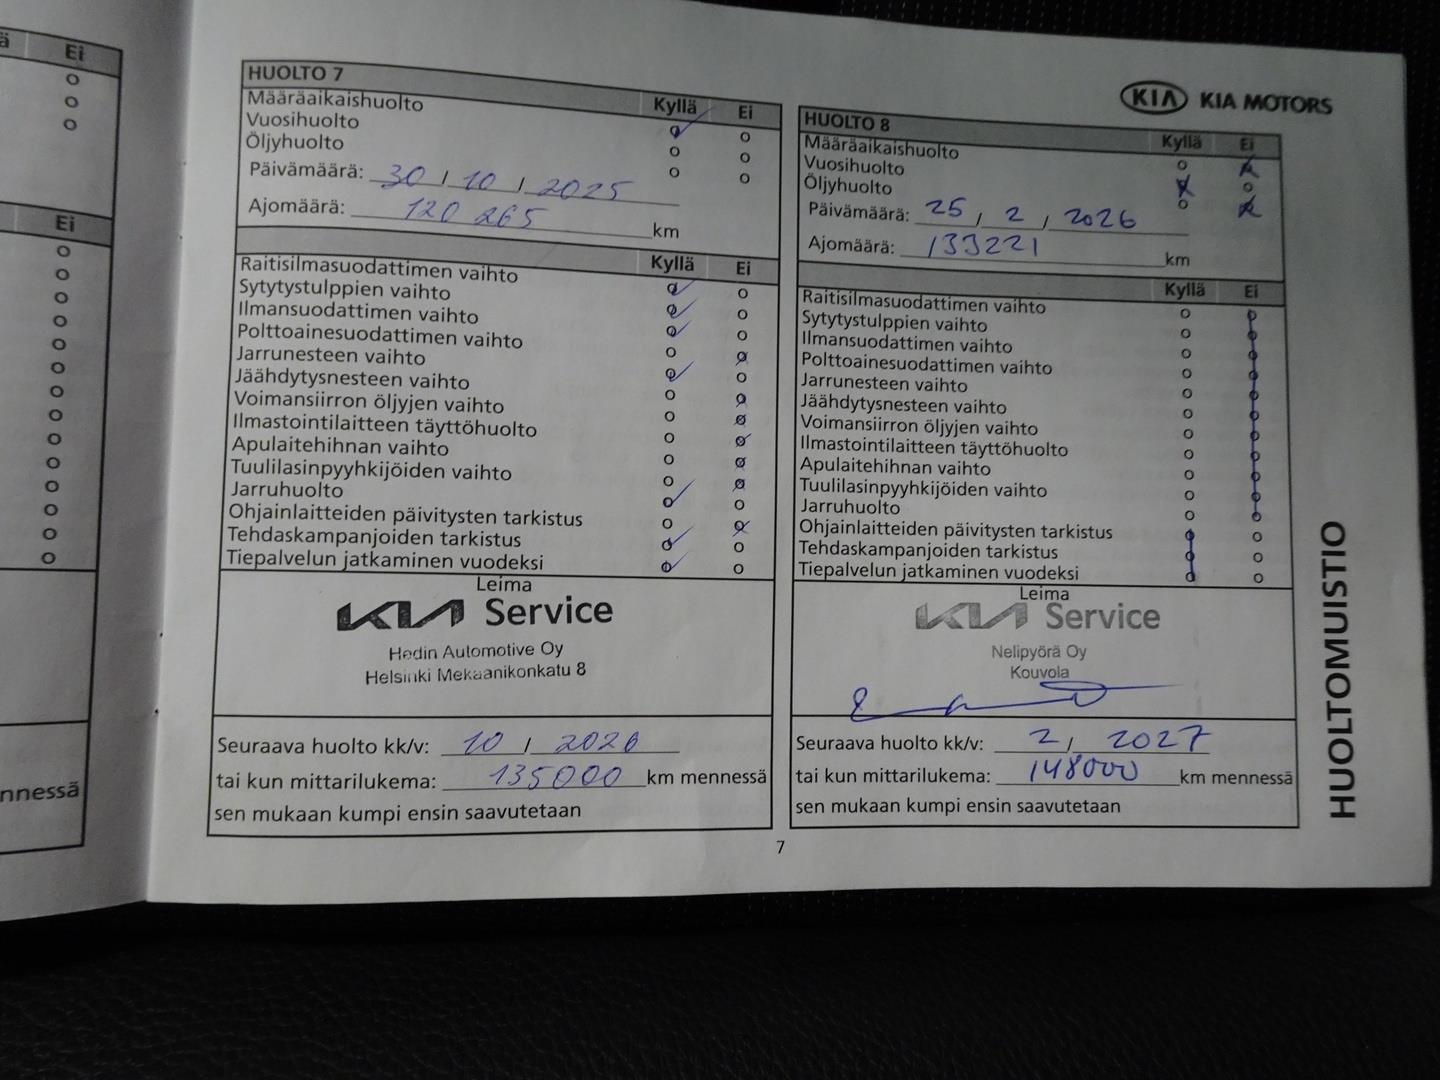 ä Ei
Ei
nnessä
HUOLTO 7
Kyllä Ei
Määräaikaishuolto
Vuosihuolto
Öljyhuolto
Päivämäärä: 30 / 10 / 2025
Ajomäärä: 120 265 km
Kyllä Ei
Raitisilmasuodattimen vaihto
Sytytystulppien vaihto
Ilmansuodattimen vaihto
Polttoainesuodattimen vaihto
Jarrunesteen vaihto
Jäähdytysnesteen vaihto
Voimansiirron öljyjen vaihto
Ilmastointilaitteen täyttöhuolto
Apulaitehihnan vaihto
Tuulilasinpyyhkijöiden vaihto
Jarruhuolto
Ohjainlaitteiden päivitysten tarkistus
Tehdaskampanjoiden tarkistus
Tiepalvelun jatkaminen vuodeksi
Leima
KIA Service
Hedin Automotive Oy
Helsinki Mekaanikonkatu 8
Seuraava huolto kk/v: 10 / 2026
tai kun mittarilukema: 135000 km mennessä
sen mukaan kumpi ensin saavutetaan
KIA KIA MOTORS
HUOLTO 8
Kyllä Ei
Määräaikaishuolto
Vuosihuolto
Öljyhuolto
Päivämäärä: 25 / 2 / 2026
Ajomäärä: 133221 km
Kyllä Ei
Raitisilmasuodattimen vaihto
Sytytystulppien vaihto
Ilmansuodattimen vaihto
Polttoainesuodattimen vaihto
Jarrunesteen vaihto
Jäähdytysnesteen vaihto
Voimansiirron öljyjen vaihto
Ilmastointilaitteen täyttöhuolto
Apulaitehihnan vaihto
Tuulilasinpyyhkijöiden vaihto
Jarruhuolto
Ohjainlaitteiden päivitysten tarkistus
Tehdaskampanjoiden tarkistus
Tiepalvelun jatkaminen vuodeksi
Leima
KIA Service
Nelipyörä Oy
Kouvola
Seuraava huolto kk/v: 2 / 2027
tai kun mittarilukema: 148000 km mennessä
sen mukaan kumpi ensin saavutetaan
HUOLTOMUISTIO
7